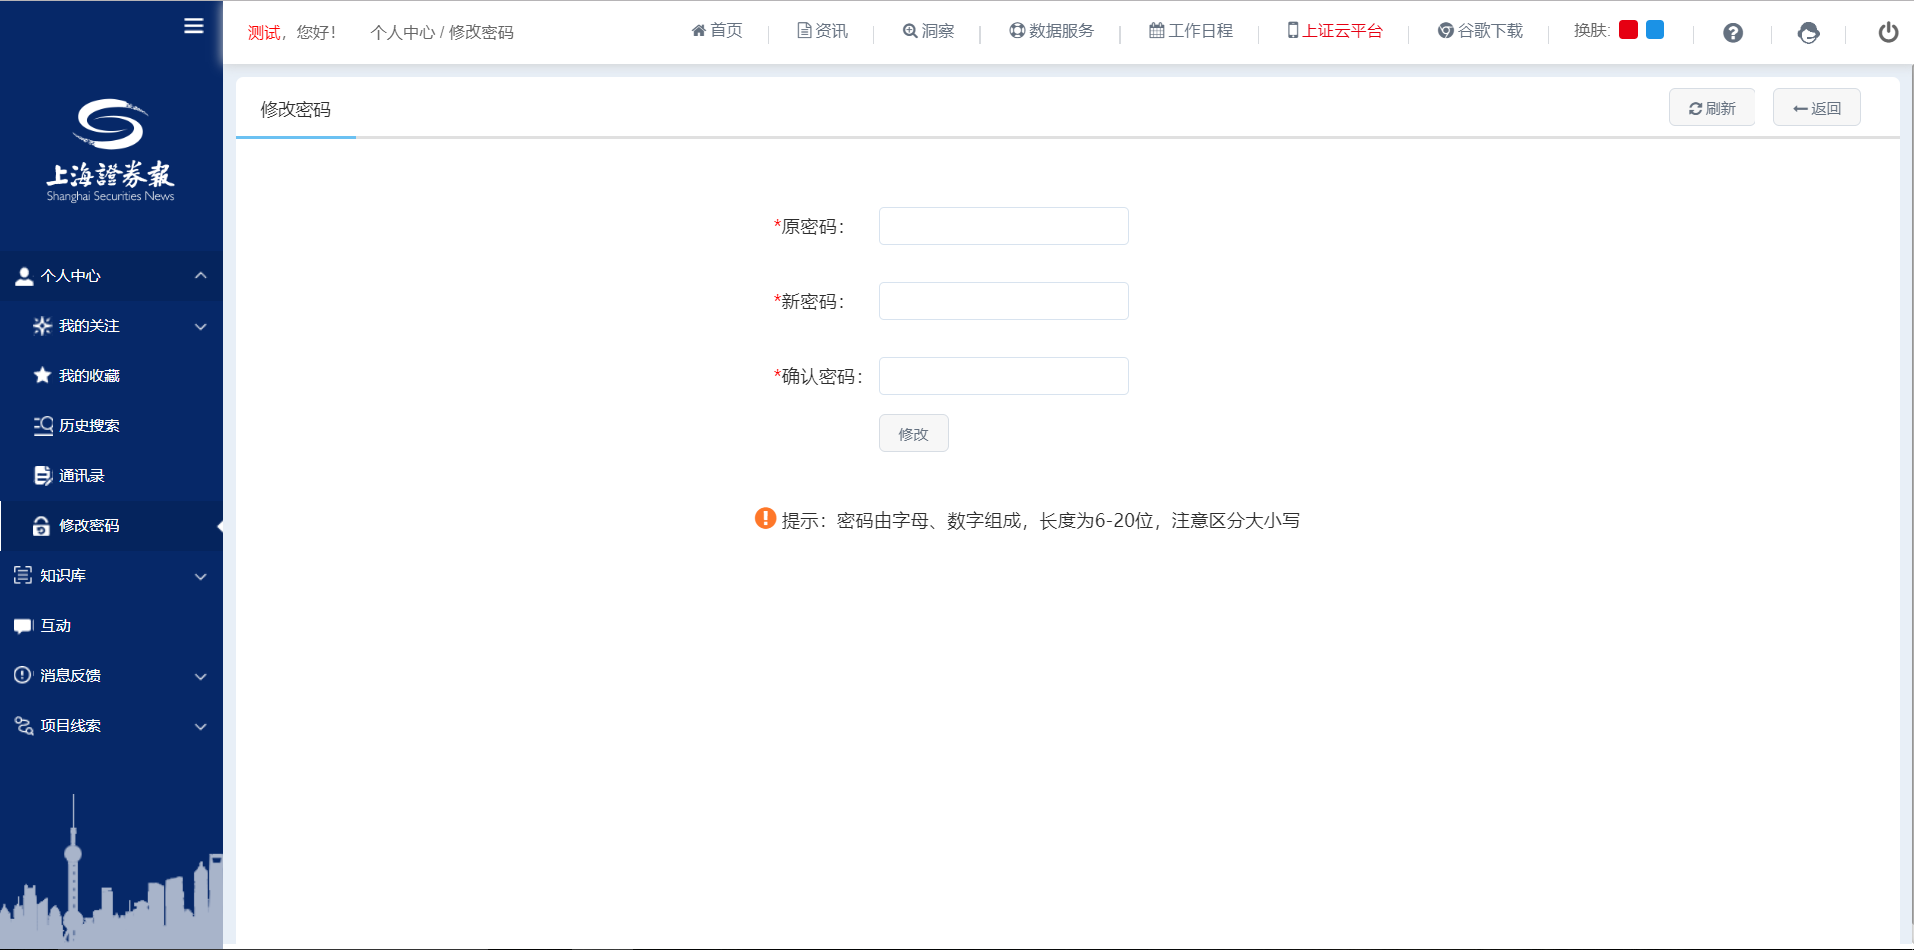 测试，您好！ 个人中心 / 修改密码 首页 资讯 洞察 数据服务 工作日程 上证云平台 谷歌下载 换肤:
上海證券報
Shanghai Securities News
修改密码 刷新 返回
个人中心
我的关注
我的收藏
历史搜索
通讯录
修改密码
知识库
互动
消息反馈
项目线索
*原密码：
*新密码：
*确认密码：
修改
提示：密码由字母、数字组成，长度为6-20位，注意区分大小写